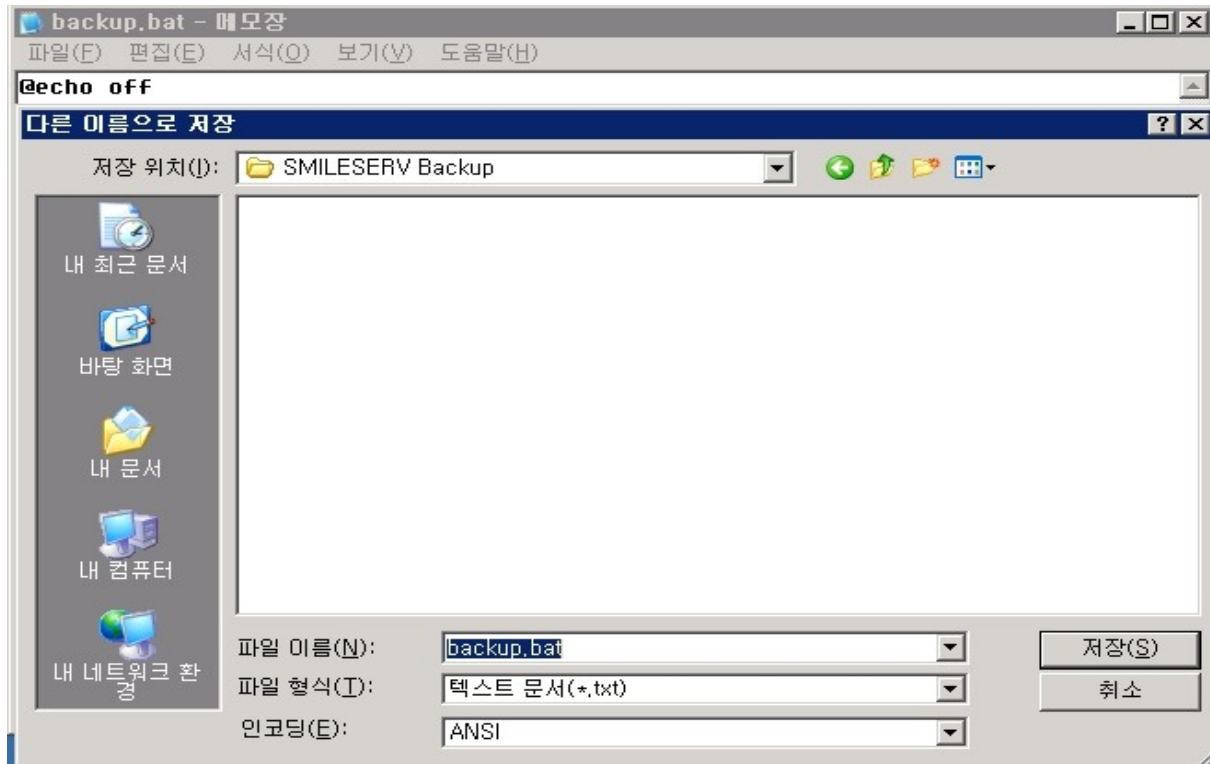 backup.bat - 메모장
파일(F) 편집(E) 서식(O) 보기(V) 도움말(H)
@echo off
다른 이름으로 저장
저장 위치(I): SMILESERV Backup
내 최근 문서
바탕 화면
내 문서
내 컴퓨터
내 네트워크 환
경
파일 이름(N): backup.bat 저장(S)
파일 형식(T): 텍스트 문서(*.txt) 취소
인코딩(E): ANSI